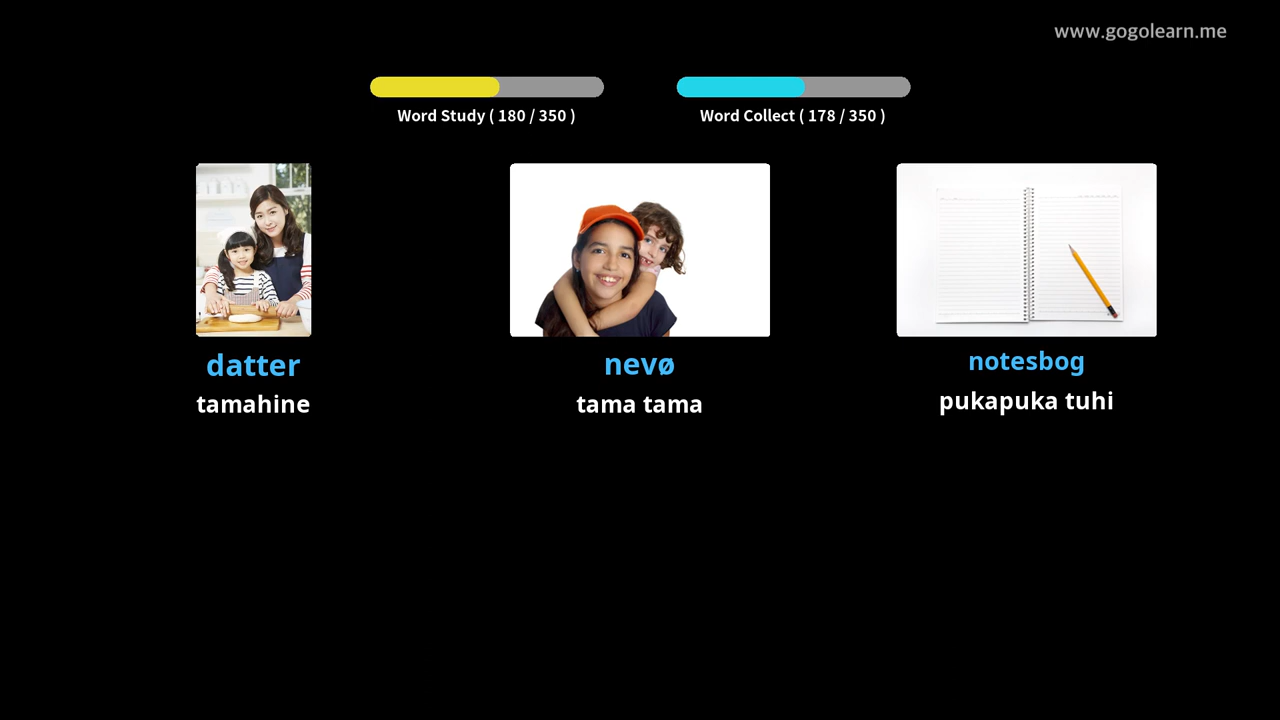 www.gogolearn.me
Word Study ( 180 / 350 )
Word Collect ( 178 / 350 )
datter
tamahine
nevø
tama tama
notesbog
pukapuka tuhi